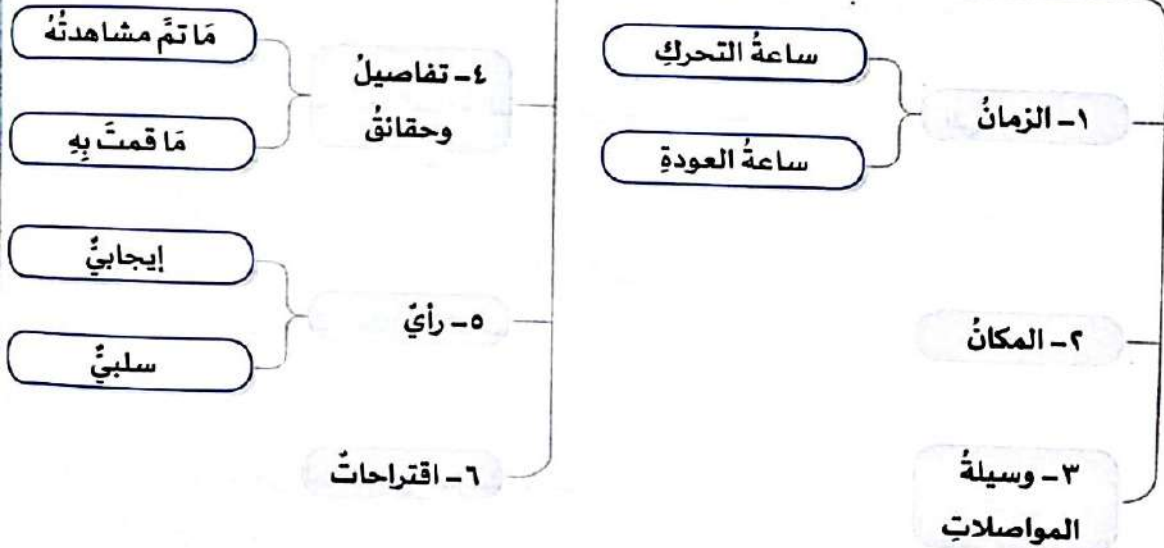 ١- الزمانُ
ساعةُ التحركِ
ساعةُ العودةِ
٢- المكانُ
٣- وسيلةُ
المواصلاتِ
٤- تفاصيلُ
وحقائقُ
مَا تمَّ مشاهدتُهُ
مَا قمتَ بِهِ
٥- رأيٌ
إيجابيٌّ
سلبيٌّ
٦- اقتراحاتٌ